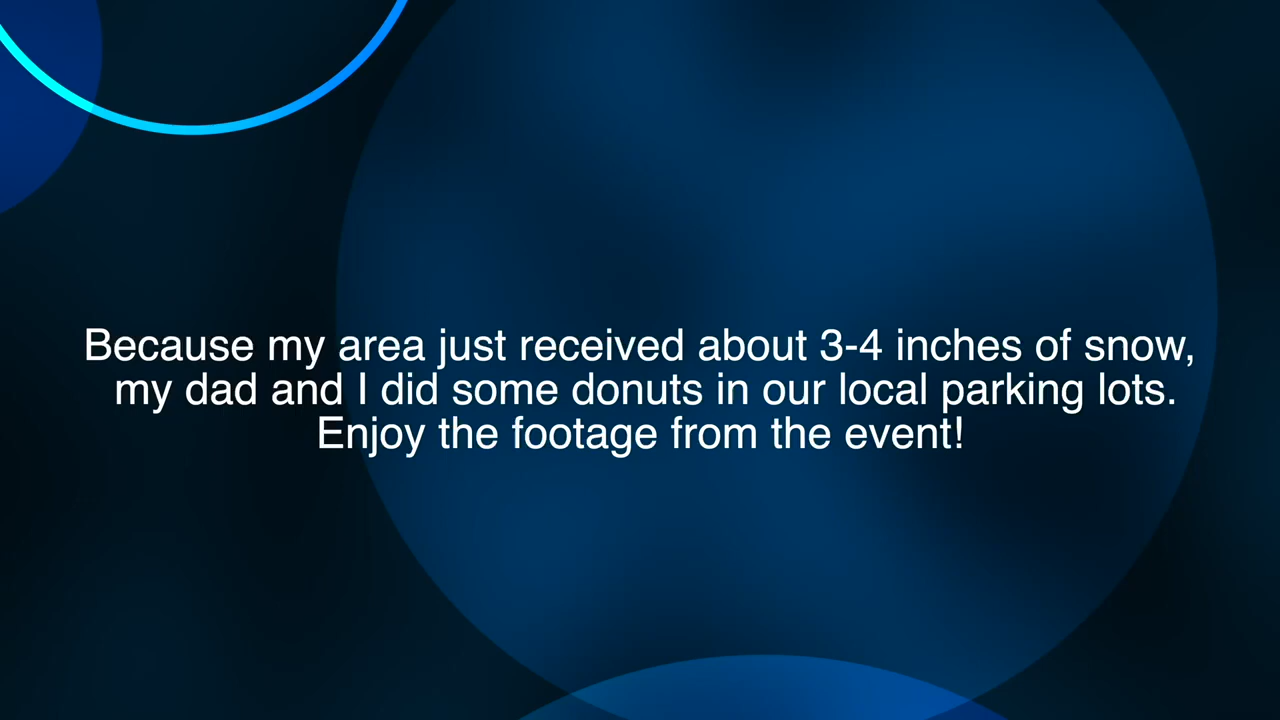 Because my area just received about 3-4 inches of snow,
my dad and I did some donuts in our local parking lots.
Enjoy the footage from the event!